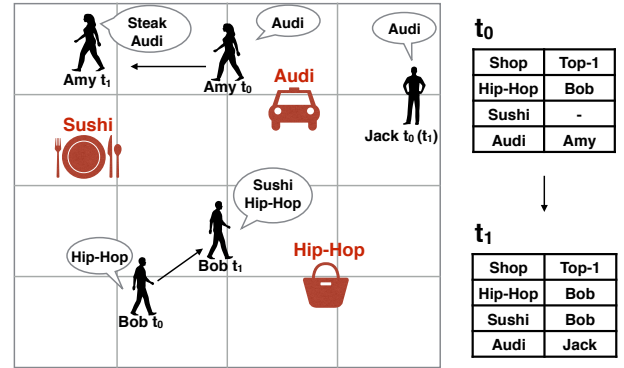 Steak
Audi
Audi
Audi
Amy t1
Amy t0
Audi
Jack t0 (t1)
Sushi
Sushi
Hip-Hop
Hip-Hop
Bob t1
Hip-Hop
Bob t0
t0
Shop Top-1
Hip-Hop Bob
Sushi -
Audi Amy
t1
Shop Top-1
Hip-Hop Bob
Sushi Bob
Audi Jack